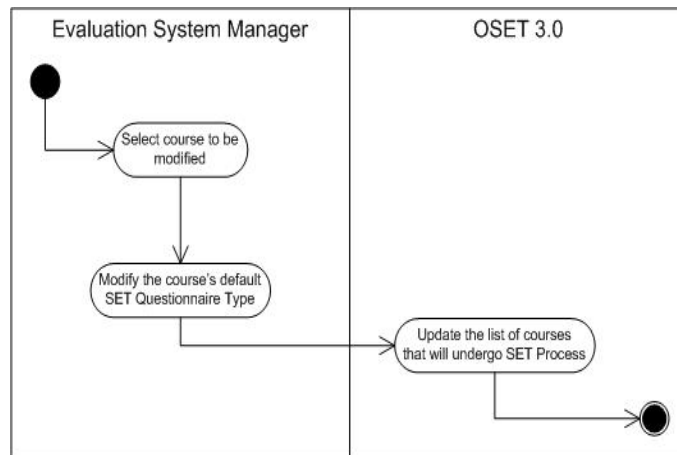 Evaluation System Manager
OSET 3.0
Select course to be
modified
Modify the course's default
SET Questionnaire Type
Update the list of courses
that will undergo SET Process